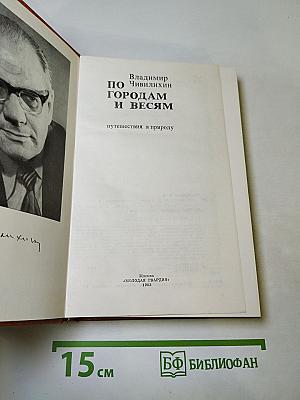 Владимир
Чивилихин
ПО
ГОРОДАМ
И ВЕСЯМ
путешествия в природу
Москва
«МОЛОДАЯ ГВАРДИЯ»
15 см
БФ БИБЛИОФАН